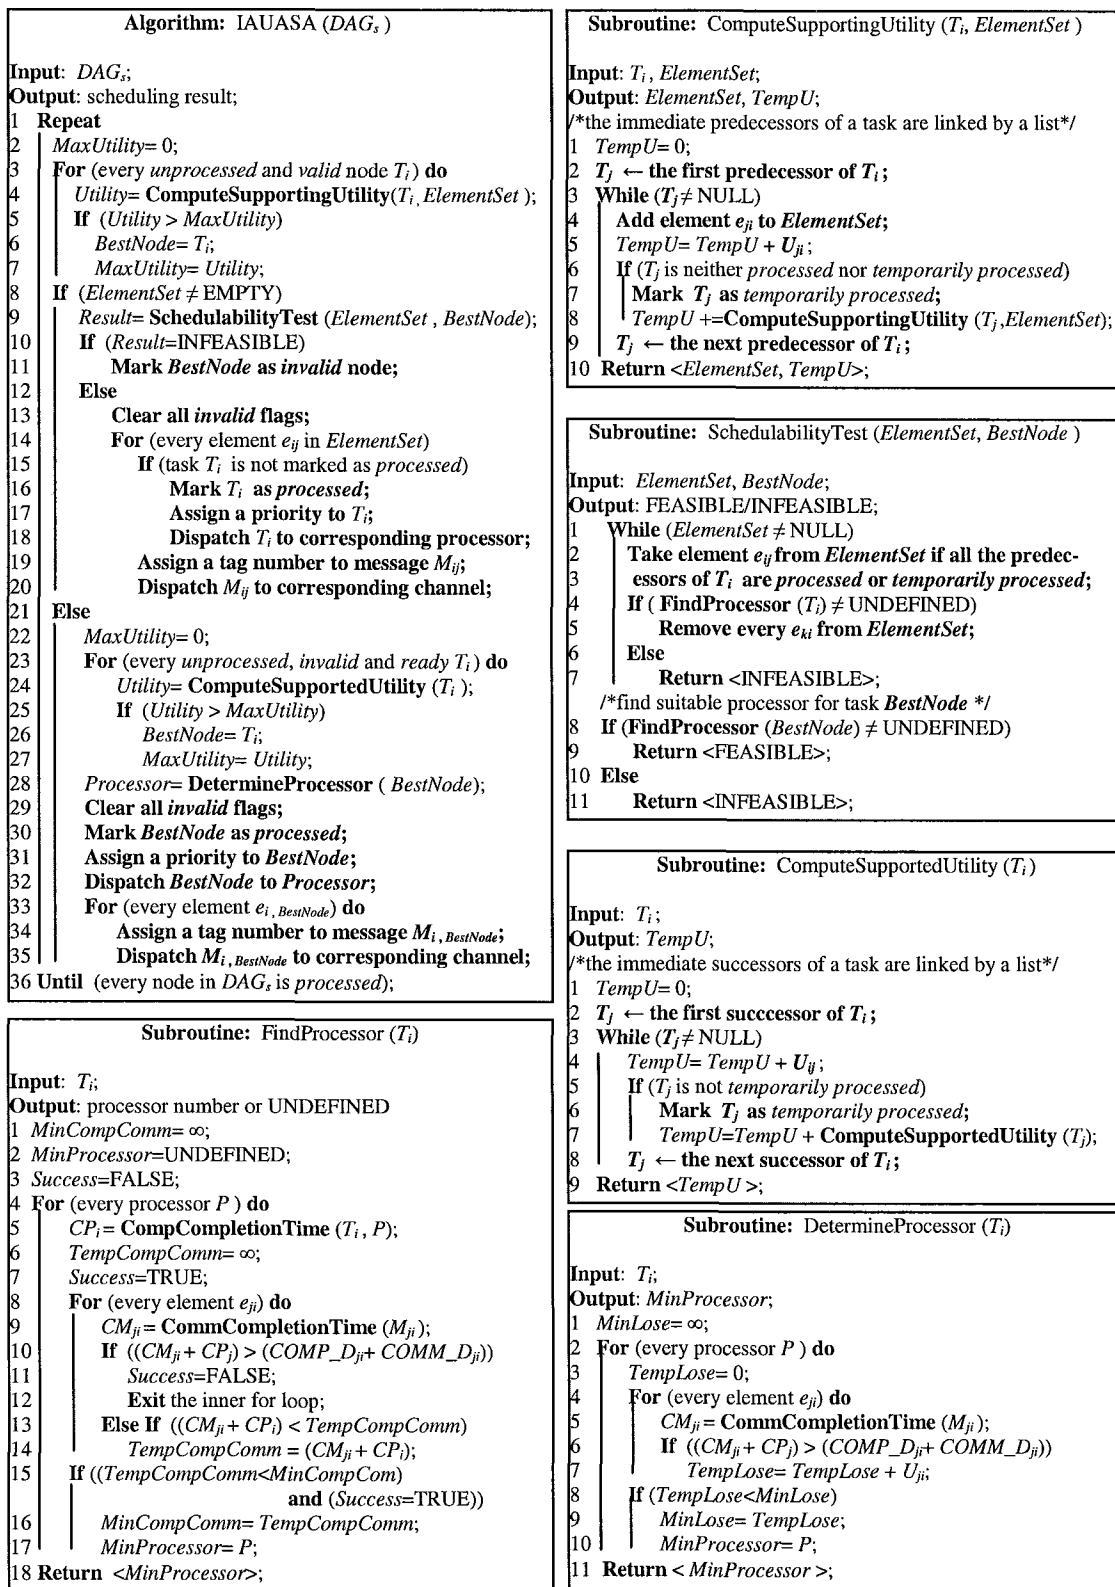 Algorithm: IAUASA (DAGs )
Input: DAGs;
Output: scheduling result;
1 Repeat
2 MaxUtility= 0;
3 For (every unprocessed and valid node Ti ) do
4 Utility= ComputeSupportingUtility(Ti , ElementSet );
5 If (Utility > MaxUtility)
6 BestNode= Ti;
7 MaxUtility= Utility;
8 If (ElementSet ≠ EMPTY)
9 Result= SchedulabilityTest (ElementSet , BestNode);
10 If (Result=INFEASIBLE)
11 Mark BestNode as invalid node;
12 Else
13 Clear all invalid flags;
14 For (every element eij in ElementSet)
15 If (task Ti is not marked as processed)
16 Mark Ti as processed;
17 Assign a priority to Ti;
18 Dispatch Ti to corresponding processor;
19 Assign a tag number to message Mij;
20 Dispatch Mij to corresponding channel;
21 Else
22 MaxUtility= 0;
23 For (every unprocessed, invalid and ready Ti) do
24 Utility= ComputeSupportedUtility (Ti );
25 If (Utility > MaxUtility)
26 BestNode= Ti;
27 MaxUtility= Utility;
28 Processor= DetermineProcessor ( BestNode);
29 Clear all invalid flags;
30 Mark BestNode as processed;
31 Assign a priority to BestNode;
32 Dispatch BestNode to Processor;
33 For (every element ei , BestNode) do
34 Assign a tag number to message Mi , BestNode;
35 Dispatch Mi , BestNode to corresponding channel;
36 Until (every node in DAGs is processed);
Subroutine: FindProcessor (Ti)
Input: Ti;
Output: processor number or UNDEFINED
1 MinCompComm= ∞;
2 MinProcessor=UNDEFINED;
3 Success=FALSE;
4 For (every processor P ) do
5 CPi = CompCompletionTime (Ti , P);
6 TempCompComm= ∞;
7 Success=TRUE;
8 For (every element eji) do
9 CMji = CommCompletionTime (Mji );
10 If ((CMji + CPj) > (COMP_Dji+ COMM_Dji))
11 Success=FALSE;
12 Exit the inner for loop;
13 Else If ((CMji + CPi) < TempCompComm)
14 TempCompComm = (CMji + CPi);
15 If ((TempCompComm<MinCompCom)
and (Success=TRUE))
16 MinCompComm= TempCompComm;
17 MinProcessor= P;
18 Return <MinProcessor>;
Subroutine: ComputeSupportingUtility (Ti, ElementSet )
Input: Ti , ElementSet;
Output: ElementSet, TempU;
/*the immediate predecessors of a task are linked by a list*/
1 TempU= 0;
2 Tj ← the first predecessor of Ti ;
3 While (Tj ≠ NULL)
4 Add element eji to ElementSet;
5 TempU= TempU + Uji ;
6 If (Tj is neither processed nor temporarily processed)
7 Mark Tj as temporarily processed;
8 TempU +=ComputeSupportingUtility (Tj ,ElementSet);
9 Tj ← the next predecessor of Ti ;
10 Return <ElementSet, TempU>;
Subroutine: SchedulabilityTest (ElementSet, BestNode )
Input: ElementSet, BestNode;
Output: FEASIBLE/INFEASIBLE;
1 While (ElementSet ≠ NULL)
2 Take element eij from ElementSet if all the predec-
3 essors of Ti are processed or temporarily processed;
4 If ( FindProcessor (Ti) ≠ UNDEFINED)
5 Remove every eki from ElementSet;
6 Else
7 Return <INFEASIBLE>;
/*find suitable processor for task BestNode */
8 If (FindProcessor (BestNode) ≠ UNDEFINED)
9 Return <FEASIBLE>;
10 Else
11 Return <INFEASIBLE>;
Subroutine: ComputeSupportedUtility (Ti )
Input: Ti ;
Output: TempU;
/*the immediate successors of a task are linked by a list*/
1 TempU= 0;
2 Tj ← the first succcessor of Ti ;
3 While (Tj ≠ NULL)
4 TempU= TempU + Uij ;
5 If (Tj is not temporarily processed)
6 Mark Tj as temporarily processed;
7 TempU=TempU + ComputeSupportedUtility (Tj);
8 Tj ← the next successor of Ti ;
9 Return <TempU >;
Subroutine: DetermineProcessor (Ti)
Input: Ti;
Output: MinProcessor;
1 MinLose= ∞;
2 For (every processor P ) do
3 TempLose= 0;
4 For (every element eji) do
5 CMji = CommCompletionTime (Mji );
6 If ((CMji + CPj) > (COMP_Dji+ COMM_Dji))
7 TempLose= TempLose + Uji;
8 If (TempLose<MinLose)
9 MinLose= TempLose;
10 MinProcessor= P;
11 Return < MinProcessor >;